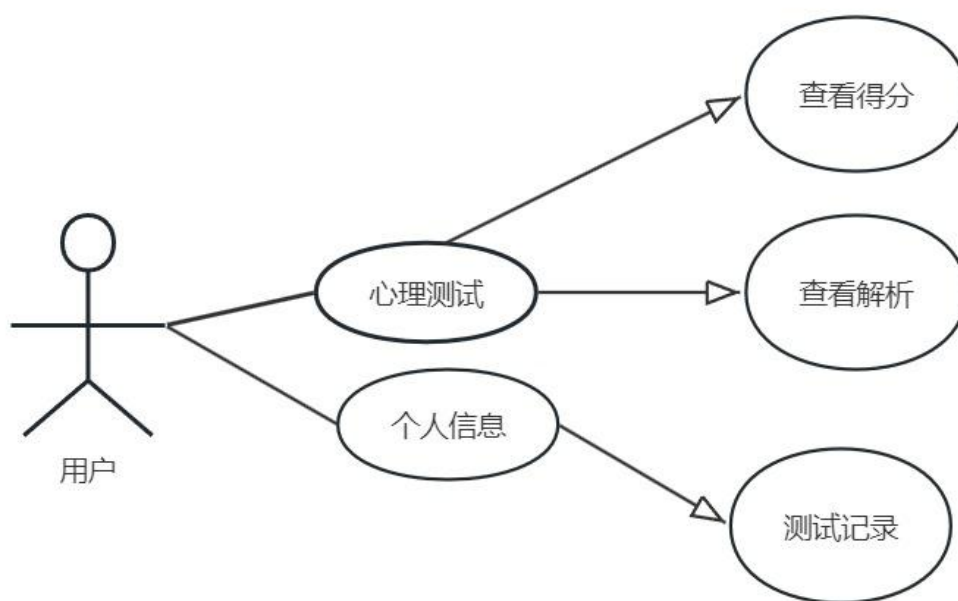 查看得分
心理测试
查看解析
个人信息
用户
测试记录